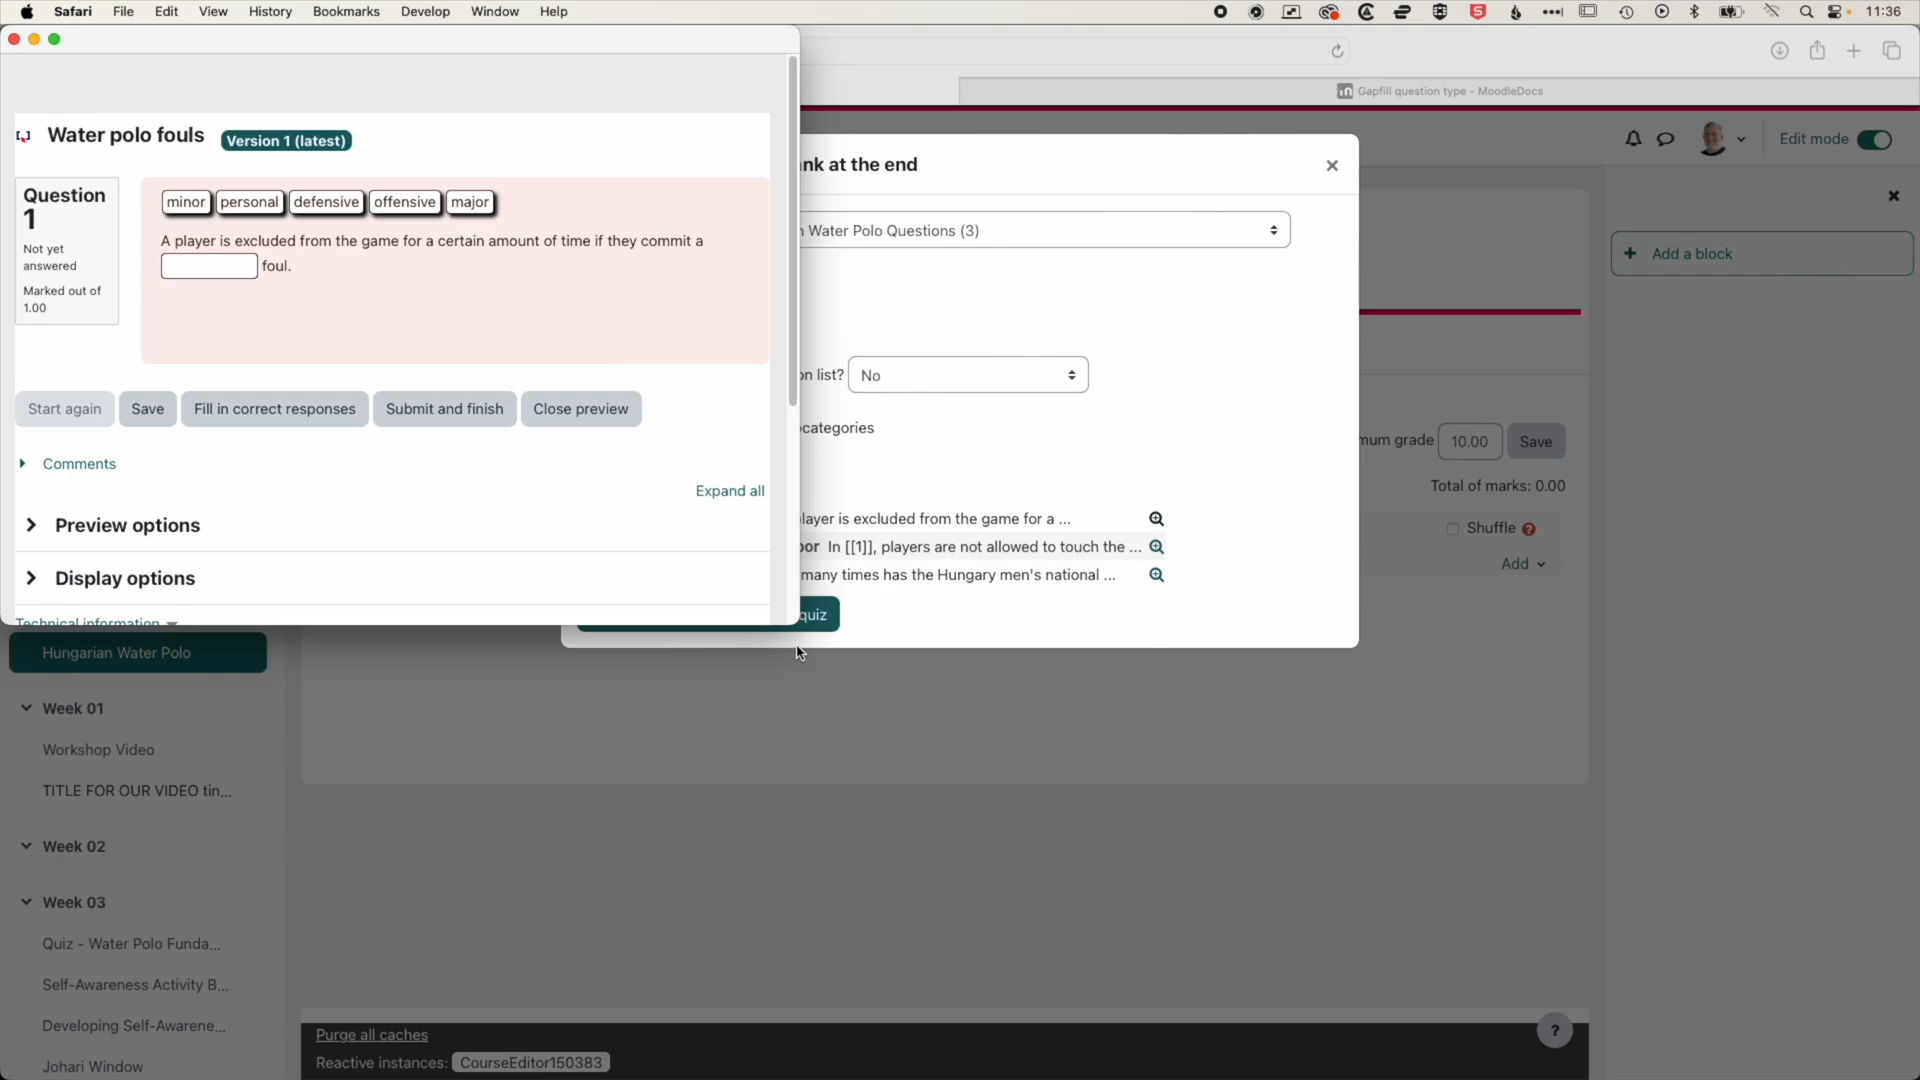 Safari File Edit View History Bookmarks Develop Window Help
11:36
Gapfill question type - MoodleDocs
Water polo fouls Version 1 (latest)
Question
1
Not yet
answered
Marked out of
1.00
minor personal defensive offensive major
A player is excluded from the game for a certain amount of time if they commit a
foul.
Start again Save Fill in correct responses Submit and finish Close preview
Comments
Expall all
Preview options
Display options
Technical information
nk at the end
Water Polo Questions (3)
on list? No
categories
layer is excluded from the game for a ...
oor In [[1]], players are not allowed to touch the ...
many times has the Hungary men's national ...
quiz
Edit mode
Add a block
mum grade 10.00 Save
Total of marks: 0.00
Shuffle ?
Add
Hungarian Water Polo
Week 01
Workshop Video
TITLE FOR OUR VIDEO tin...
Week 02
Week 03
Quiz - Water Polo Funda...
Self-Awareness Activity B...
Developing Self-Awarene...
Johari Window
Purge all caches
Reactive instances: CourseEditor150383
?